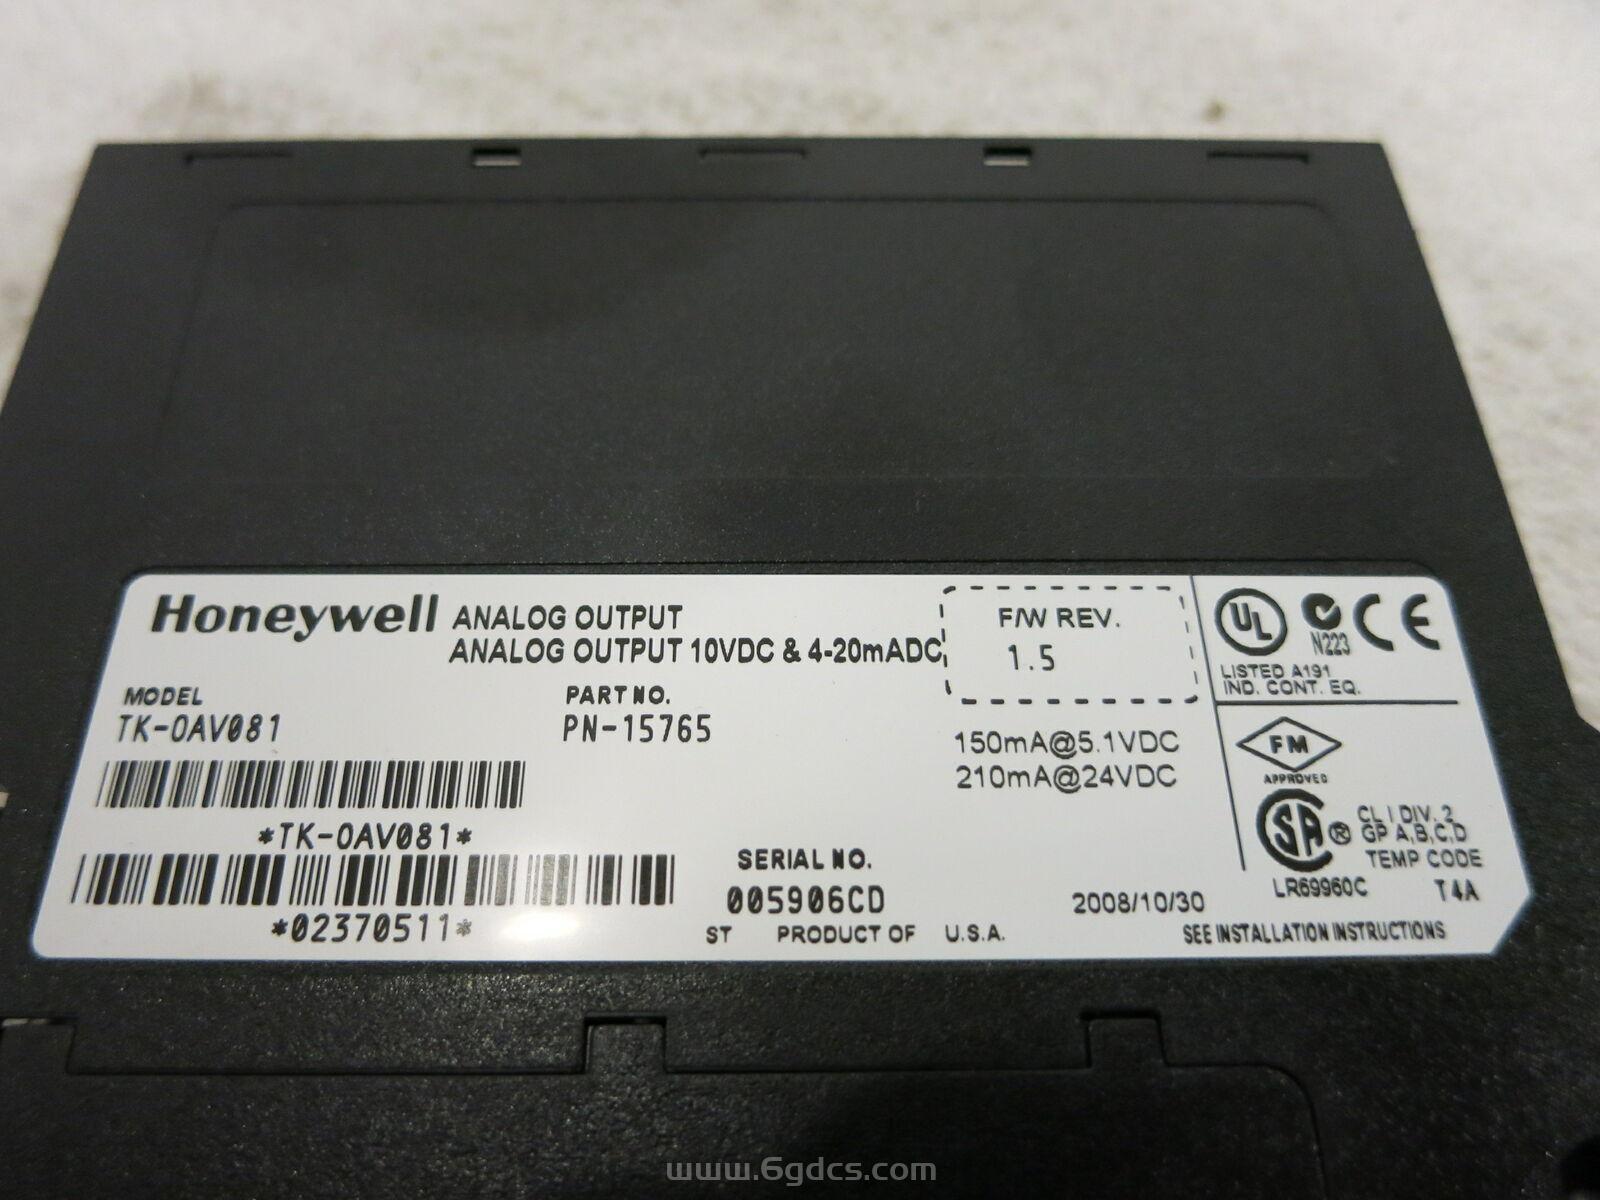 Honeywell ANALOG OUTPUT
ANALOG OUTPUT 10VDC & 4-20mADC
F/W REV.
1.5
MODEL
TK-OAV081
PART NO.
PN-15765
150mA@5.1VDC
210mA@24VDC
*TK-OAV081*
*02370511*
SERIAL NO.
005906CD
2008/10/30
ST PRODUCT OF U.S.A.
UL
N223
CE
LISTED A191
IND. CONT. EQ.
FM
APPROVED
SA®
CL I DIV. 2
GP A,B,C,D
TEMP CODE
LR69960C T4A
SEE INSTALLATION INSTRUCTIONS
www.6gdcs.com